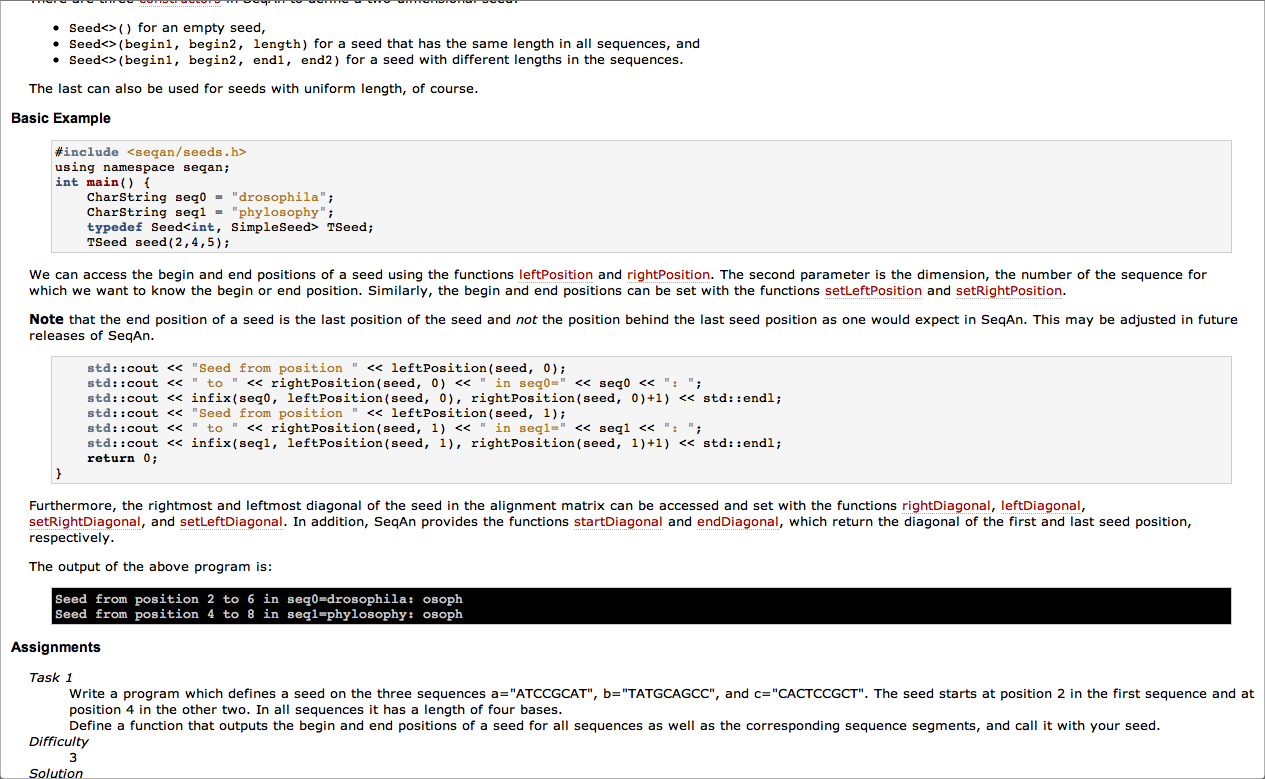 There are three constructors in SeqAn to define a two-dimensional seed:
• Seed<>() for an empty seed,
• Seed<>(begin1, begin2, length) for a seed that has the same length in all sequences, and
• Seed<>(begin1, begin2, end1, end2) for a seed with different lengths in the sequences.
The last can also be used for seeds with uniform length, of course.
Basic Example
#include <seqan/seeds.h>
using namespace seqan;
int main() {
    CharString seq0 = "drosophila";
    CharString seq1 = "phylosophy";
    typedef Seed<int, SimpleSeed> TSeed;
    TSeed seed(2,4,5);
We can access the begin and end positions of a seed using the functions leftPosition and rightPosition. The second parameter is the dimension, the number of the sequence for
which we want to know the begin or end position. Similarly, the begin and end positions can be set with the functions setLeftPosition and setRightPosition.
Note that the end position of a seed is the last position of the seed and not the position behind the last seed position as one would expect in SeqAn. This may be adjusted in future
releases of SeqAn.
    std::cout << "Seed from position " << leftPosition(seed, 0);
    std::cout << " to " << rightPosition(seed, 0) << " in seq0=" << seq0 << ": ";
    std::cout << infix(seq0, leftPosition(seed, 0), rightPosition(seed, 0)+1) << std::endl;
    std::cout << "Seed from position " << leftPosition(seed, 1);
    std::cout << " to " << rightPosition(seed, 1) << " in seq1=" << seq1 << ": ";
    std::cout << infix(seq1, leftPosition(seed, 1), rightPosition(seed, 1)+1) << std::endl;
    return 0;
}
Furthermore, the rightmost and leftmost diagonal of the seed in the alignment matrix can be accessed and set with the functions rightDiagonal, leftDiagonal,
setRightDiagonal, and setLeftDiagonal. In addition, SeqAn provides the functions startDiagonal and endDiagonal, which return the diagonal of the first and last seed position,
respectively.
The output of the above program is:
Seed from position 2 to 6 in seq0=drosophila: osoph
Seed from position 4 to 8 in seq1=phylosophy: osoph
Assignments
Task 1
Write a program which defines a seed on the three sequences a="ATCCGCAT", b="TATGCAGCC", and c="CACTCCGCT". The seed starts at position 2 in the first sequence and at
position 4 in the other two. In all sequences it has a length of four bases.
Define a function that outputs the begin and end positions of a seed for all sequences as well as the corresponding sequence segments, and call it with your seed.
Difficulty
3
Solution